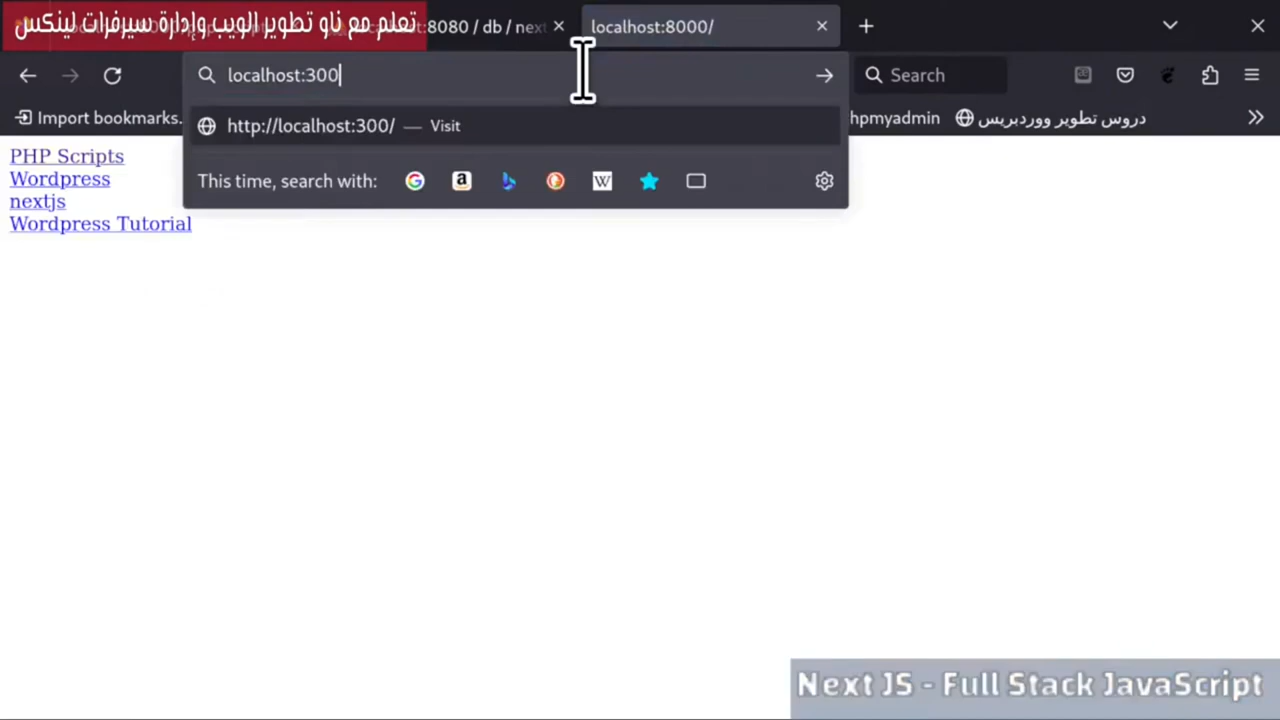 تعلم مع ناو تطوير الويب وإدارة سيرفرات لينكس
:8080 / db / next
localhost:8000/
localhost:300
Search
http://localhost:300/ — Visit
Import bookmarks.
hpmyadmin
دروس تطوير ووردبريس
This time, search with:
PHP Scripts
Wordpress
nextjs
Wordpress Tutorial
Next JS - Full Stack JavaScript